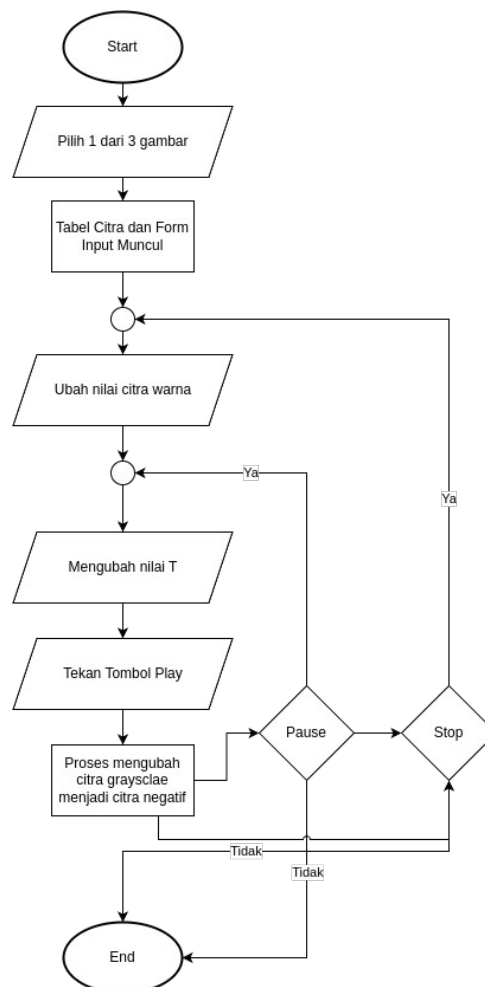 Start
Pilih 1 dari 3 gambar
Tabel Citra dan Form
Input Muncul
Ubah nilai citra warna
Ya
Ya
Mengubah nilai T
Tekan Tombol Play
Pause
Stop
Proses mengubah
citra graysclae
menjadi citra negatif
Tidak
Tidak
End